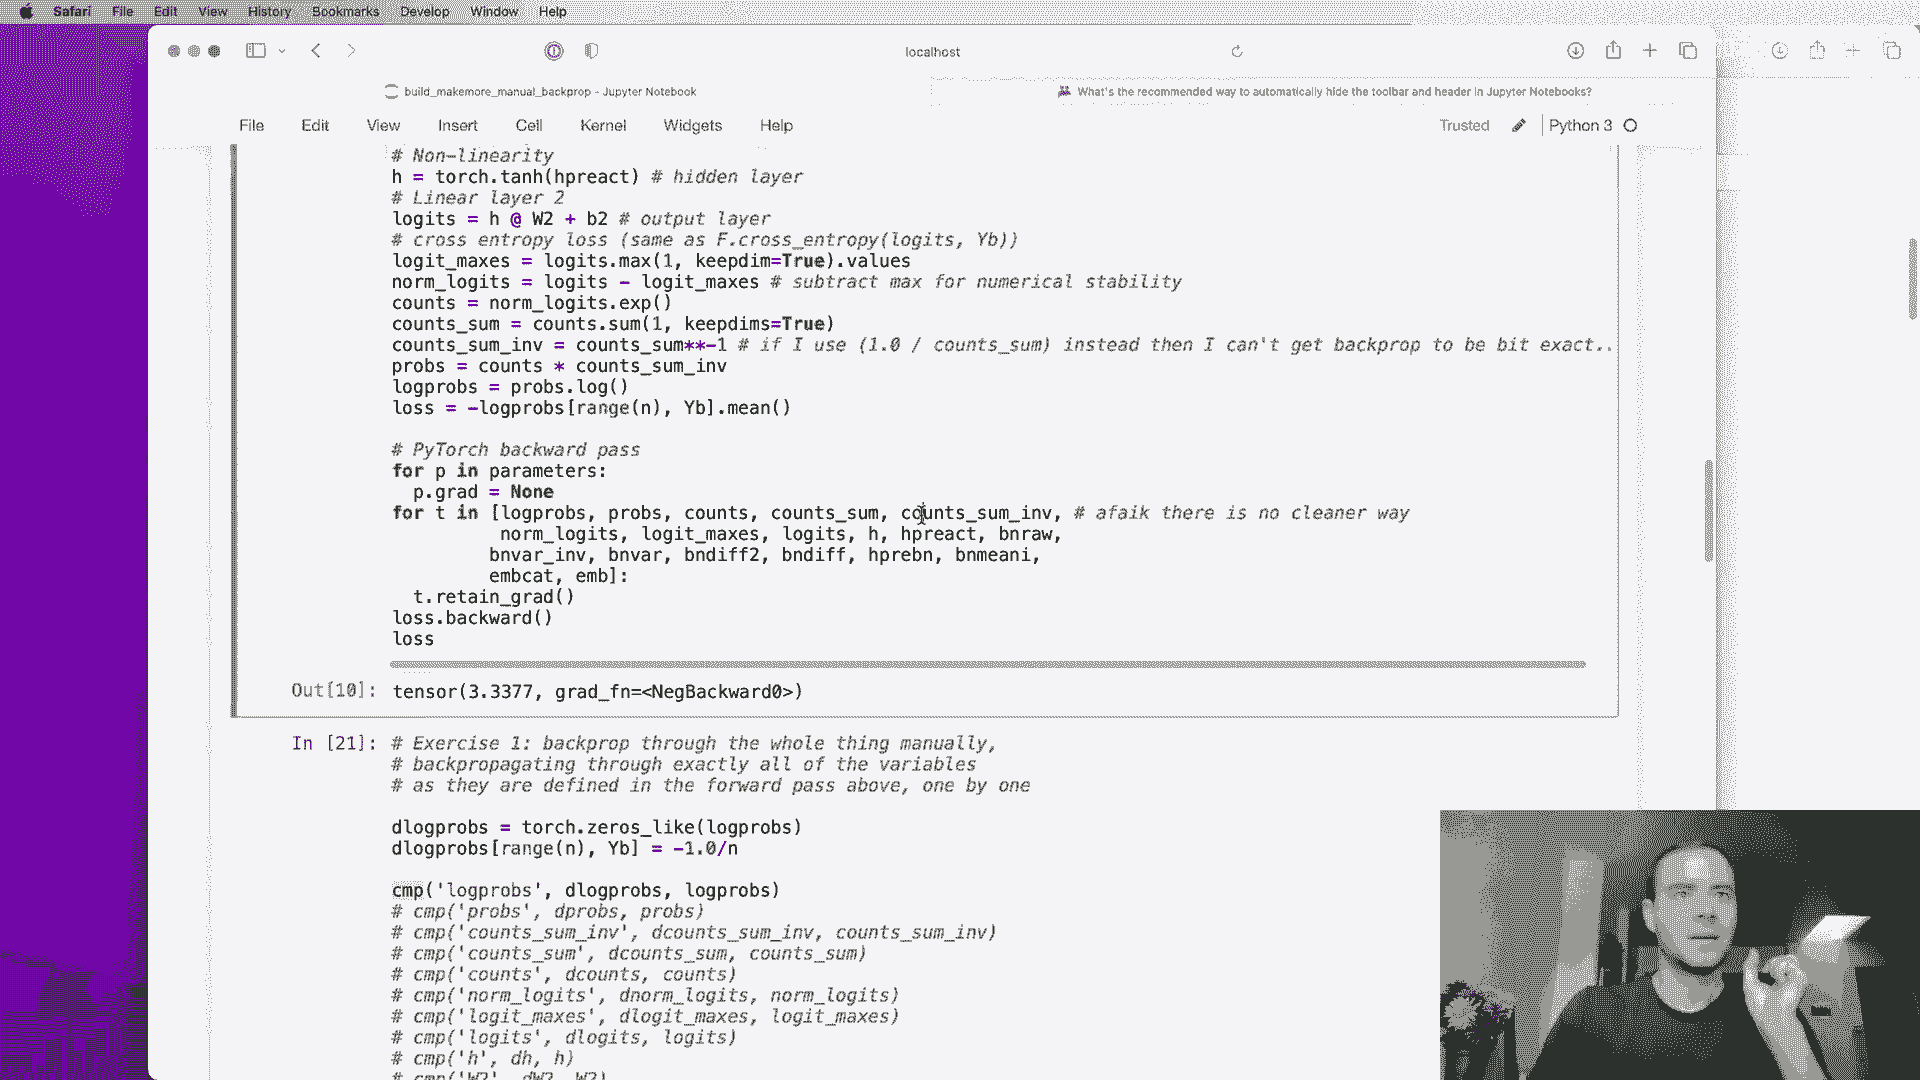 Safari File Edit View History Bookmarks Develop Window Help
localhost
build_makemore_manual_backprop - Jupyter Notebook
What's the recommended way to automatically hide the toolbar and header in Jupyter Notebooks?
File Edit View Insert Cell Kernel Widgets Help
Trusted Python 3
# Non-linearity
h = torch.tanh(hpreact) # hidden layer
# Linear layer 2
logits = h @ W2 + b2 # output layer
# cross entropy loss (same as F.cross_entropy(logits, Yb))
logit_maxes = logits.max(1, keepdim=True).values
norm_logits = logits - logit_maxes # subtract max for numerical stability
counts = norm_logits.exp()
counts_sum = counts.sum(1, keepdims=True)
counts_sum_inv = counts_sum**-1 # if I use (1.0 / counts_sum) instead then I can't get backprop to be bit exact..
probs = counts * counts_sum_inv
logprobs = probs.log()
loss = -logprobs[range(n), Yb].mean()
# PyTorch backward pass
for p in parameters:
  p.grad = None
for t in [logprobs, probs, counts, counts_sum, counts_sum_inv, # afaik there is no cleaner way
          norm_logits, logit_maxes, logits, h, hpreact, bnraw,
         bnvar_inv, bnvar, bndiff2, bndiff, hprebn, bnmeani,
         embcat, emb]:
  t.retain_grad()
loss.backward()
loss
Out[10]: tensor(3.3377, grad_fn=<NegBackward0>)
In [21]: # Exercise 1: backprop through the whole thing manually,
# backpropagating through exactly all of the variables
# as they are defined in the forward pass above, one by one
dlogprobs = torch.zeros_like(logprobs)
dlogprobs[range(n), Yb] = -1.0/n
cmp('logprobs', dlogprobs, logprobs)
# cmp('probs', dprobs, probs)
# cmp('counts_sum_inv', dcounts_sum_inv, counts_sum_inv)
# cmp('counts_sum', dcounts_sum, counts_sum)
# cmp('counts', dcounts, counts)
# cmp('norm_logits', dnorm_logits, norm_logits)
# cmp('logit_maxes', dlogit_maxes, logit_maxes)
# cmp('logits', dlogits, logits)
# cmp('h', dh, h)
# cmp('W2', dW2, W2)